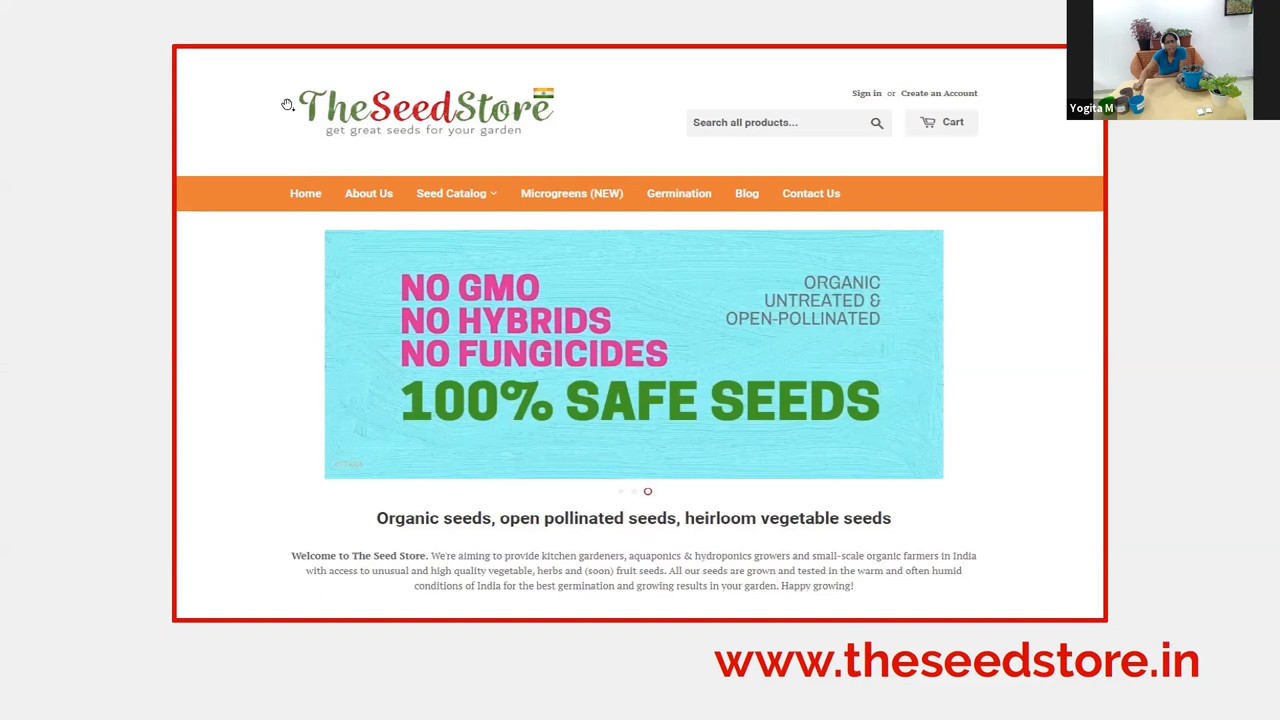 Yogita M
TheSeedStore
get great seeds for your garden
Sign in or Create an Account
Search all products...
Cart
Home About Us Seed Catalog Microgreens (NEW) Germination Blog Contact Us
NO GMO
NO HYBRIDS
NO FUNGICIDES
100% SAFE SEEDS
ORGANIC
UNTREATED &
OPEN-POLLINATED
Organic seeds, open pollinated seeds, heirloom vegetable seeds
Welcome to The Seed Store. We're aiming to provide kitchen gardeners, aquaponics & hydroponics growers and small-scale organic farmers in India
with access to unusual and high quality vegetable, herbs and (soon) fruit seeds. All our seeds are grown and tested in the warm and often humid
conditions of India for the best germination and growing results in your garden. Happy growing!
www.theseedstore.in